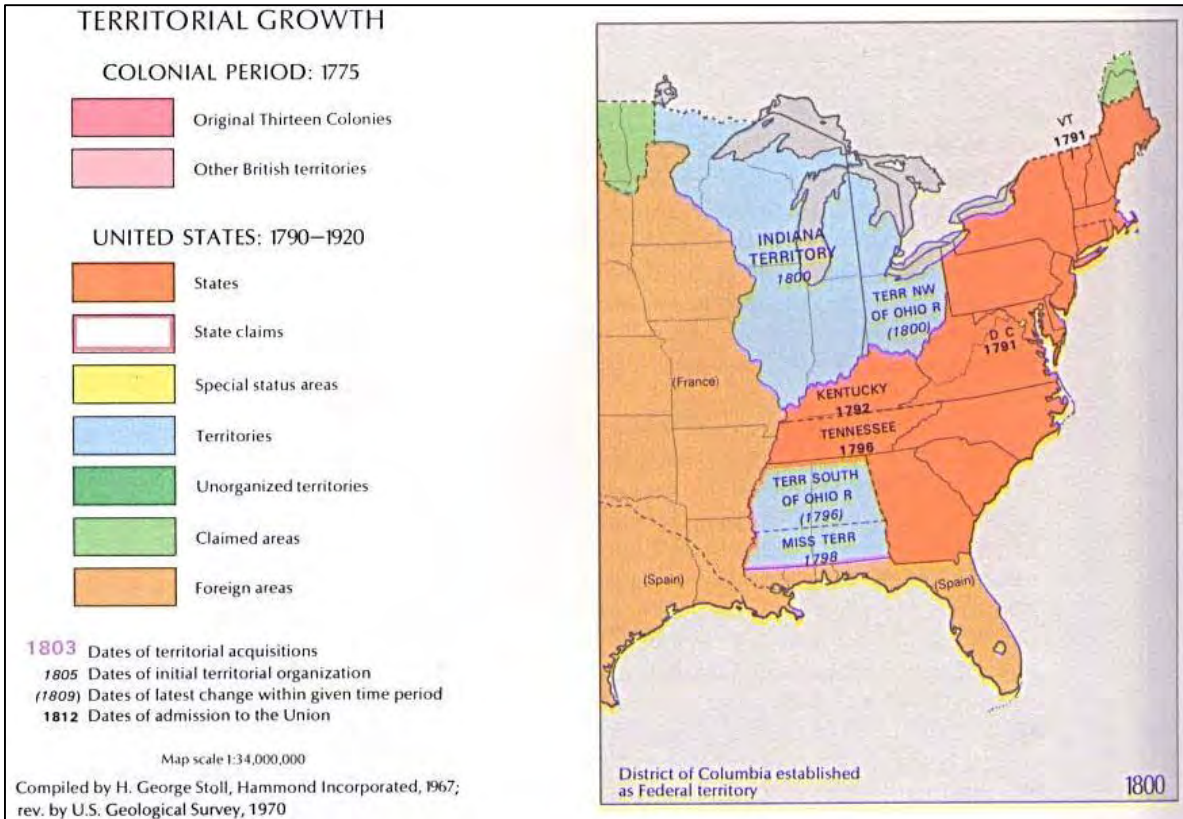 TERRITORIAL GROWTH
COLONIAL PERIOD: 1775
Original Thirteen Colonies
Other British territories
UNITED STATES: 1790–1920
States
State claims
Special status areas
Territories
Unorganized territories
Claimed areas
Foreign areas
1803 Dates of territorial acquisitions
1805 Dates of initial territorial organization
(1809) Dates of latest change within given time period
1812 Dates of admission to the Union
Map scale 1:34,000,000
Compiled by H. George Stoll, Hammond Incorporated, 1967;
rev. by U.S. Geological Survey, 1970
VT
1791
INDIANA
TERRITORY
1800
TERR NW
OF OHIO R
(1800)
D C
1791
(France)
KENTUCKY
1792
TENNESSEE
1796
TERR SOUTH
OF OHIO R
(1796)
MISS TERR
1798
(Spain)
(Spain)
District of Columbia established
as Federal territory
1800